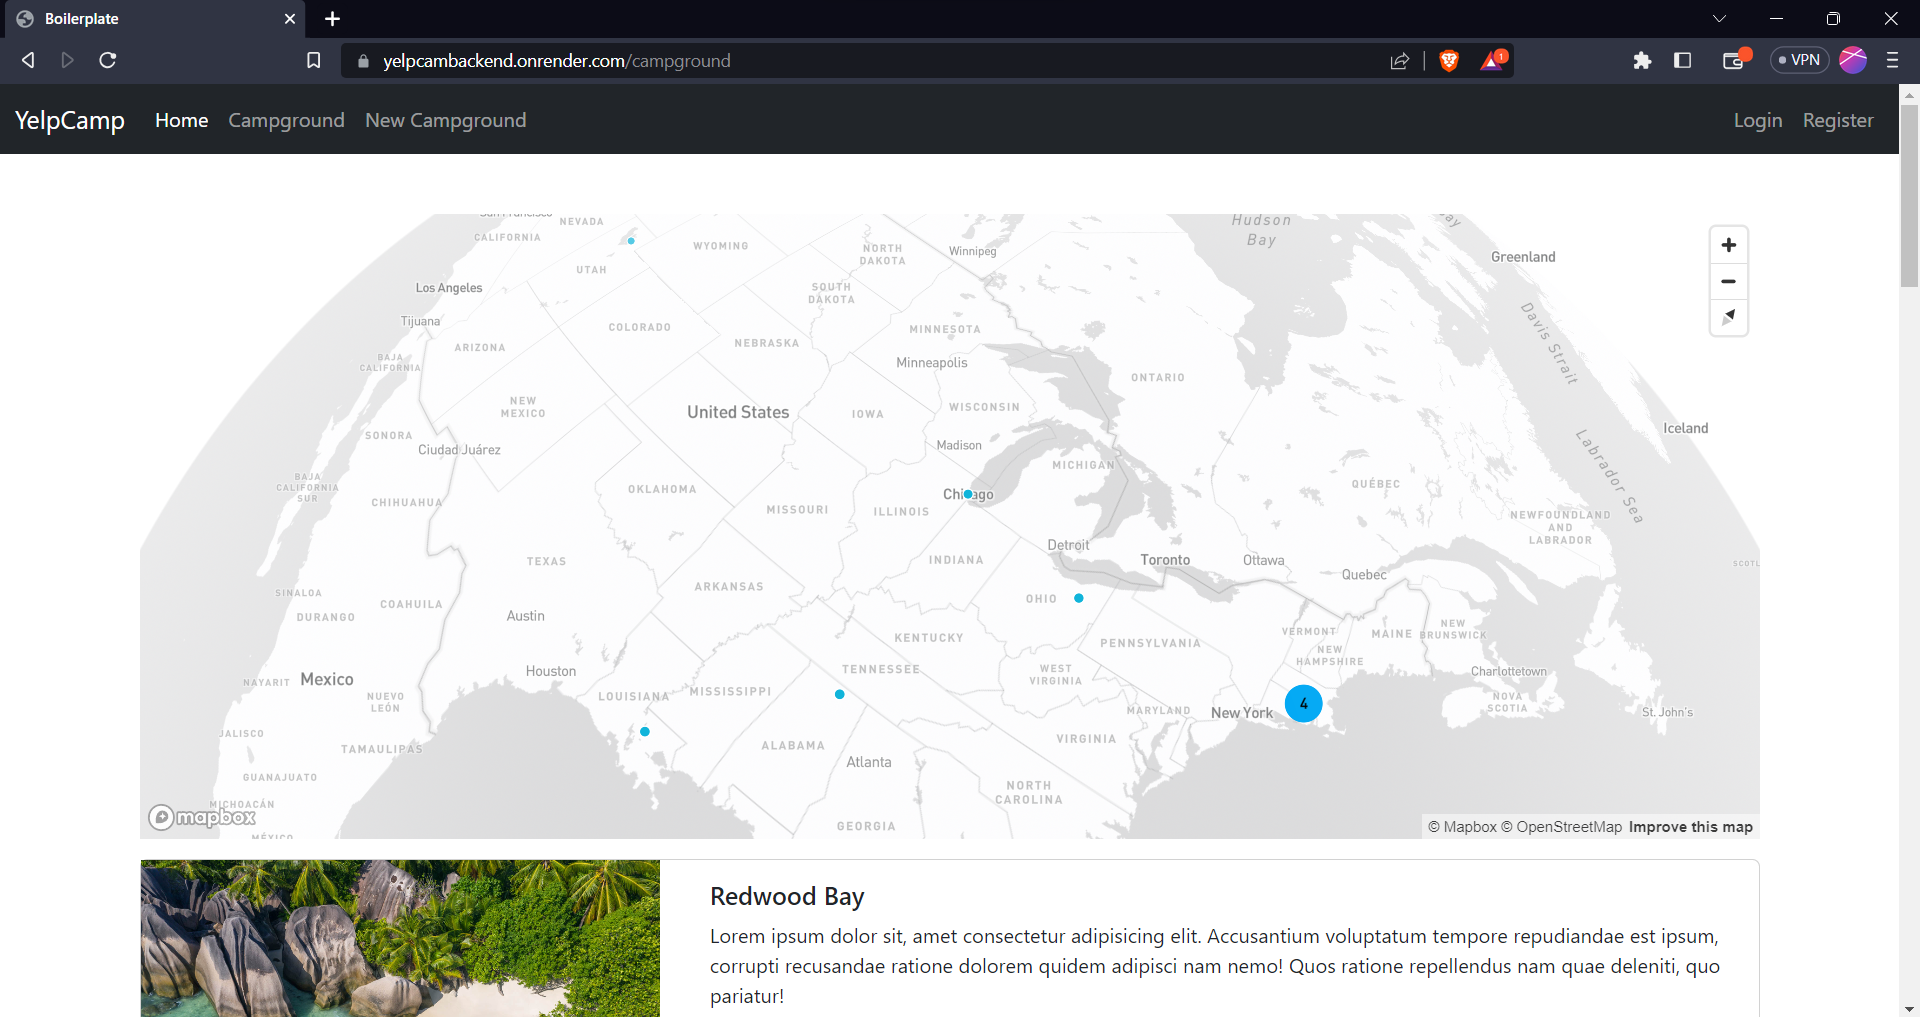 Boilerplate
yelpcambackend.onrender.com/campground
1
VPN
YelpCamp Home Campground New Campground Login Register
NEVADA
CALIFORNIA
WYOMING
NORTH DAKOTA
Winnipeg
Hudson Bay
Greenland
UTAH
Los Angeles
SOUTH DAKOTA
Davis Strait
Tijuana
COLORADO
MINNESOTA
ARIZONA
NEBRASKA
BAJA CALIFORNIA
Minneapolis
ONTARIO
NEW MEXICO
United States
IOWA
WISCONSIN
Iceland
SONORA
Ciudad Juárez
Madison
MICHIGAN
Labrador Sea
BAJA CALIFORNIA SUR
CHIHUAHUA
OKLAHOMA
MISSOURI
ILLINOIS
QUÉBEC
NEWFOUNDLAND AND LABRADOR
TEXAS
INDIANA
Detroit
Toronto
Ottawa
Quebec
SINALOA
DURANGO
COAHUILA
ARKANSAS
OHIO
Austin
KENTUCKY
PENNSYLVANIA
VERMONT
MAINE
NEW BRUNSWICK
NEW HAMPSHIRE
Houston
TENNESSEE
WEST VIRGINIA
Charlottetown
NAYARIT
Mexico
NUEVO LEÓN
LOUISIANA
MISSISSIPPI
MARYLAND
New York
4
NOVA SCOTIA
St. John's
JALISCO
TAMAULIPAS
ALABAMA
VIRGINIA
Atlanta
GUANAJUATO
NORTH CAROLINA
MICHOACÁN
mapbox
GEORGIA
© Mapbox © OpenStreetMap Improve this map
Redwood Bay
Lorem ipsum dolor sit, amet consectetur adipisicing elit. Accusantium voluptatum tempore repudiandae est ipsum,
corrupti recusandae ratione dolorem quidem adipisci nam nemo! Quos ratione repellendus nam quae deleniti, quo
pariatur!